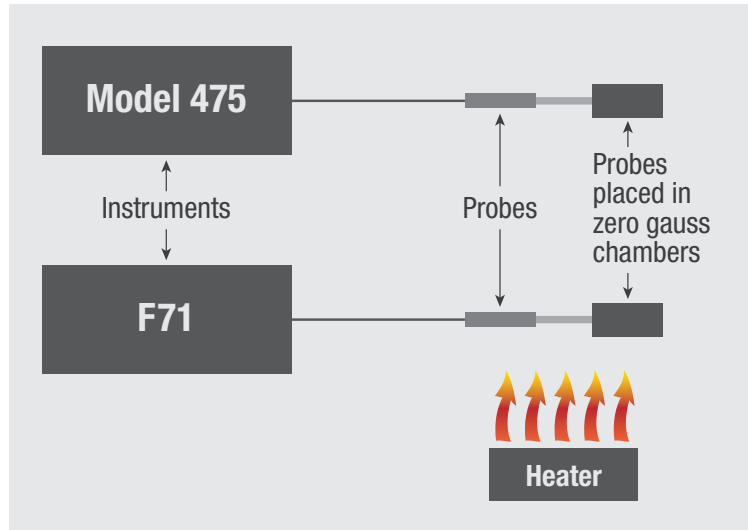 Model 475
Instruments
Probes
Probes
placed in
zero gauss
chambers
F71
Heater